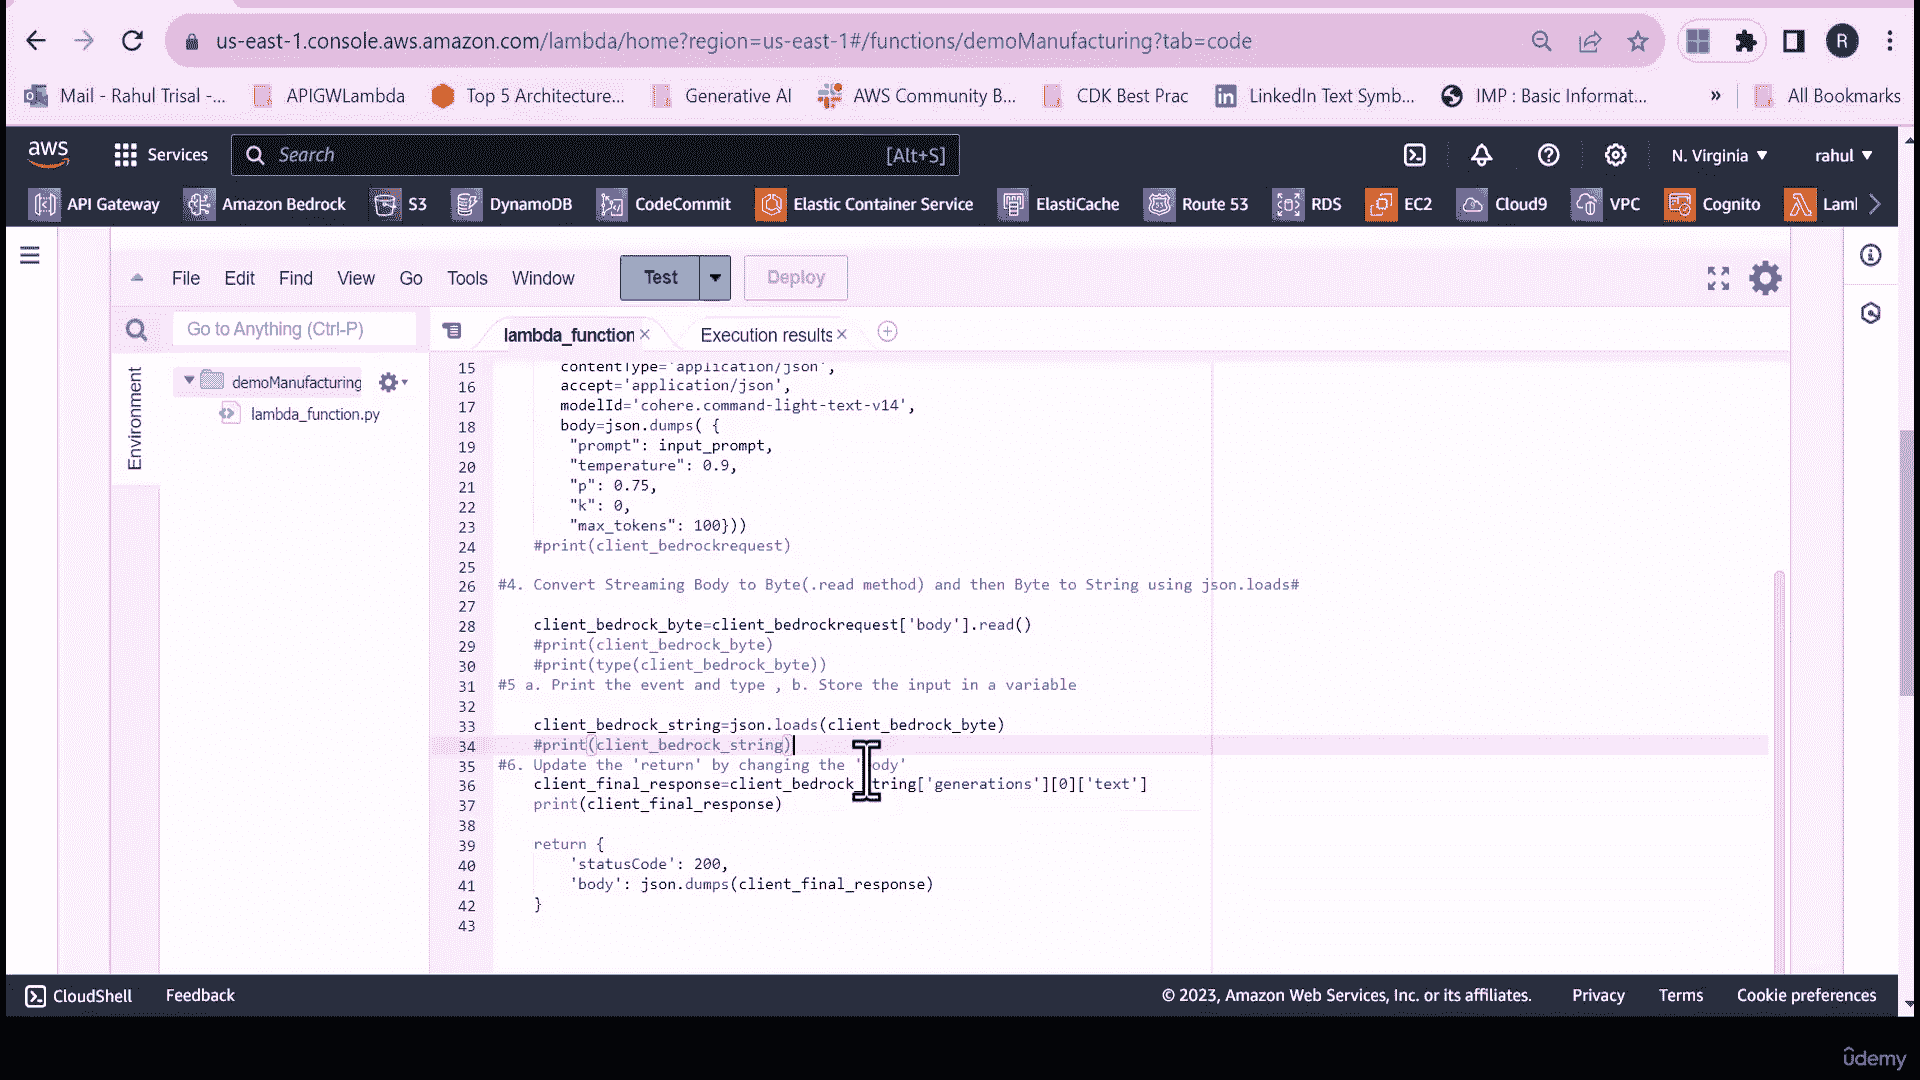 us-east-1.console.aws.amazon.com/lambda/home?region=us-east-1#/functions/demoManufacturing?tab=code
R
Mail - Rahul Trisal -... APIGWLambda Top 5 Architecture... Generative AI AWS Community B... CDK Best Prac LinkedIn Text Symb... IMP : Basic Informat... » All Bookmarks
aws Services Search [Alt+S] N. Virginia rahul
API Gateway Amazon Bedrock S3 DynamoDB CodeCommit Elastic Container Service ElastiCache Route 53 RDS EC2 Cloud9 VPC Cognito Laml
File Edit Find View Go Tools Window Test Deploy
Go to Anything (Ctrl-P) lambda_function Execution results
Environment
demoManufacturing
lambda_function.py
15 contentType='application/json',
16 accept='application/json',
17 modelId='cohere.command-light-text-v14',
18 body=json.dumps( {
19 "prompt": input_prompt,
20 "temperature": 0.9,
21 "p": 0.75,
22 "k": 0,
23 "max_tokens": 100}))
24 #print(client_bedrockrequest)
25
26 #4. Convert Streaming Body to Byte(.read method) and then Byte to String using json.loads#
27
28 client_bedrock_byte=client_bedrockrequest['body'].read()
29 #print(client_bedrock_byte)
30 #print(type(client_bedrock_byte))
31 #5 a. Print the event and type , b. Store the input in a variable
32
33 client_bedrock_string=json.loads(client_bedrock_byte)
34 #print(client_bedrock_string)
35 #6. Update the 'return' by changing the 'body'
36 client_final_response=client_bedrock_string['generations'][0]['text']
37 print(client_final_response)
38
39 return {
40 'statusCode': 200,
41 'body': json.dumps(client_final_response)
42 }
43
CloudShell Feedback © 2023, Amazon Web Services, Inc. or its affiliates. Privacy Terms Cookie preferences
udemy